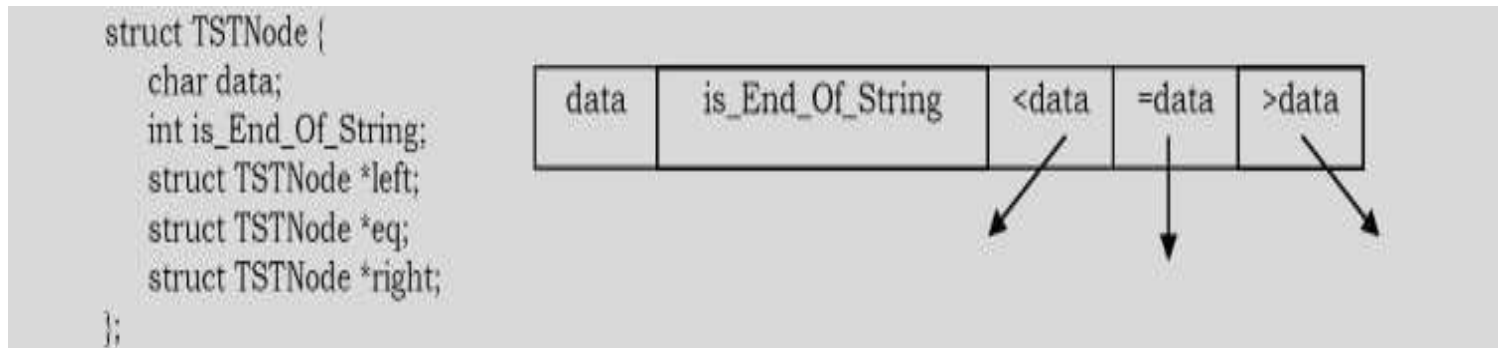 struct TSTNode {
char data;
int is_End_Of_String;
struct TSTNode *left;
struct TSTNode *eq;
struct TSTNode *right;
};
data is_End_Of_String <data =data >data